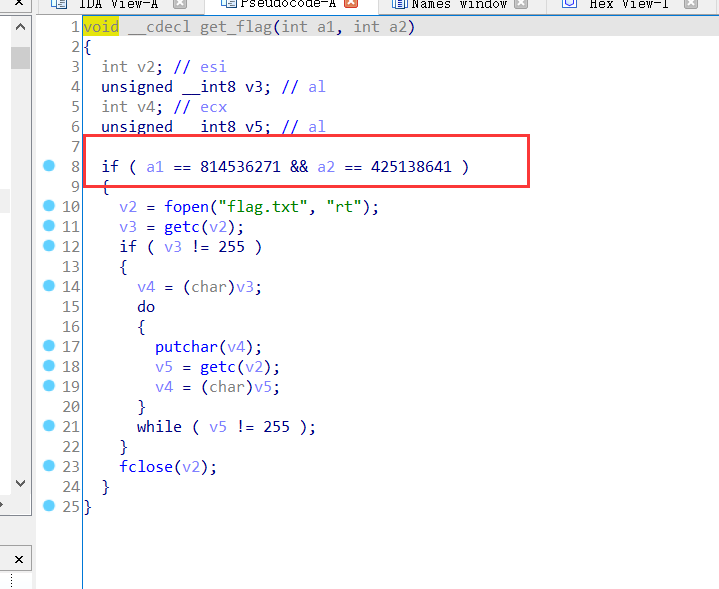 IDA View-A Pseudocode-A Names window Hex View-1
1 void __cdecl get_flag(int a1, int a2)
2 {
3 int v2; // esi
4 unsigned __int8 v3; // al
5 int v4; // ecx
6 unsigned __int8 v5; // al
7
8 if ( a1 == 814536271 && a2 == 425138641 )
9 {
10 v2 = fopen("flag.txt", "rt");
11 v3 = getc(v2);
12 if ( v3 != 255 )
13 {
14 v4 = (char)v3;
15 do
16 {
17 putchar(v4);
18 v5 = getc(v2);
19 v4 = (char)v5;
20 }
21 while ( v5 != 255 );
22 }
23 fclose(v2);
24 }
25 }